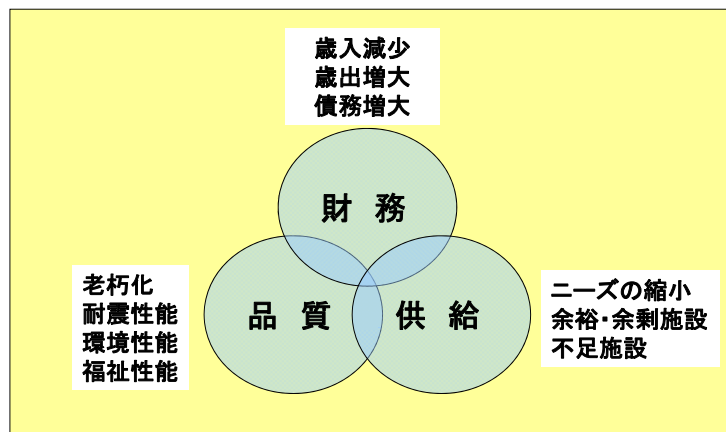 歳入減少
歳出増大
債務増大
財 務
品 質
供 給
老朽化
耐震性能
環境性能
福祉性能
ニーズの縮小
余裕・余剰施設
不足施設